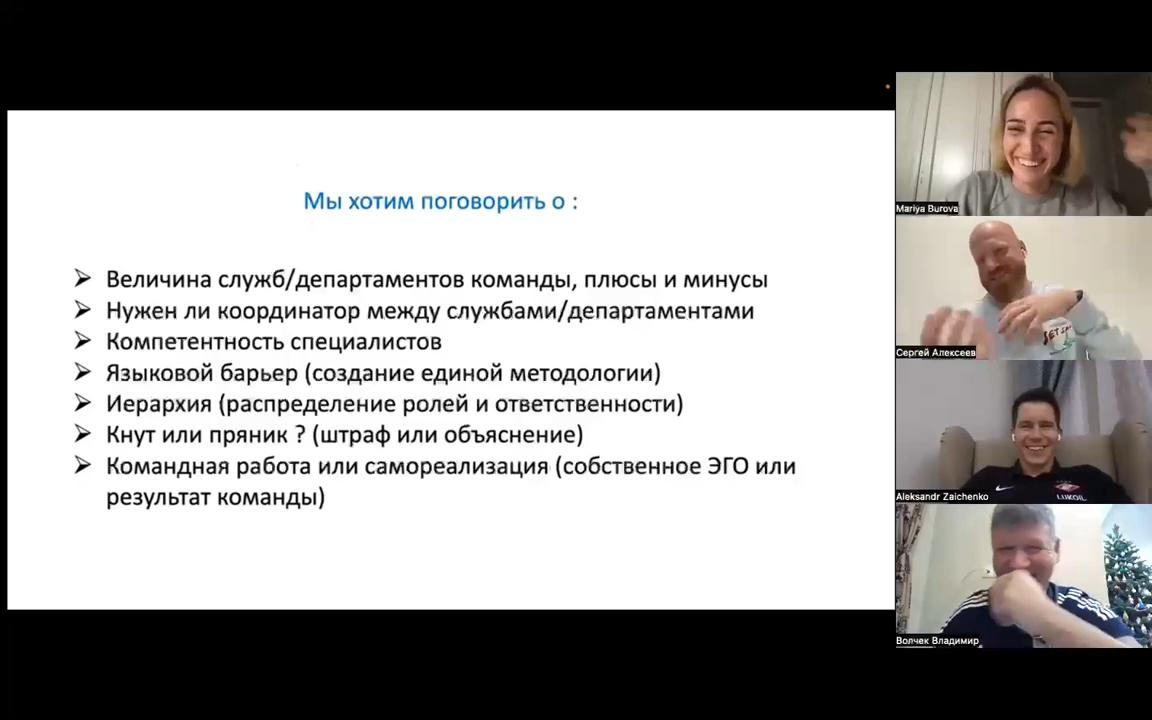 Мы хотим поговорить о :
➢ Величина служб/департаментов команды, плюсы и минусы
➢ Нужен ли координатор между службами/департаментами
➢ Компетентность специалистов
➢ Языковой барьер (создание единой методологии)
➢ Иерархия (распределение ролей и ответственности)
➢ Кнут или пряник ? (штраф или объяснение)
➢ Командная работа или самореализация (собственное ЭГО или
результат команды)
Mariya Burova
Сергей Алексеев
Aleksandr Zaichenko
LUKOIL
Волчек Владимир